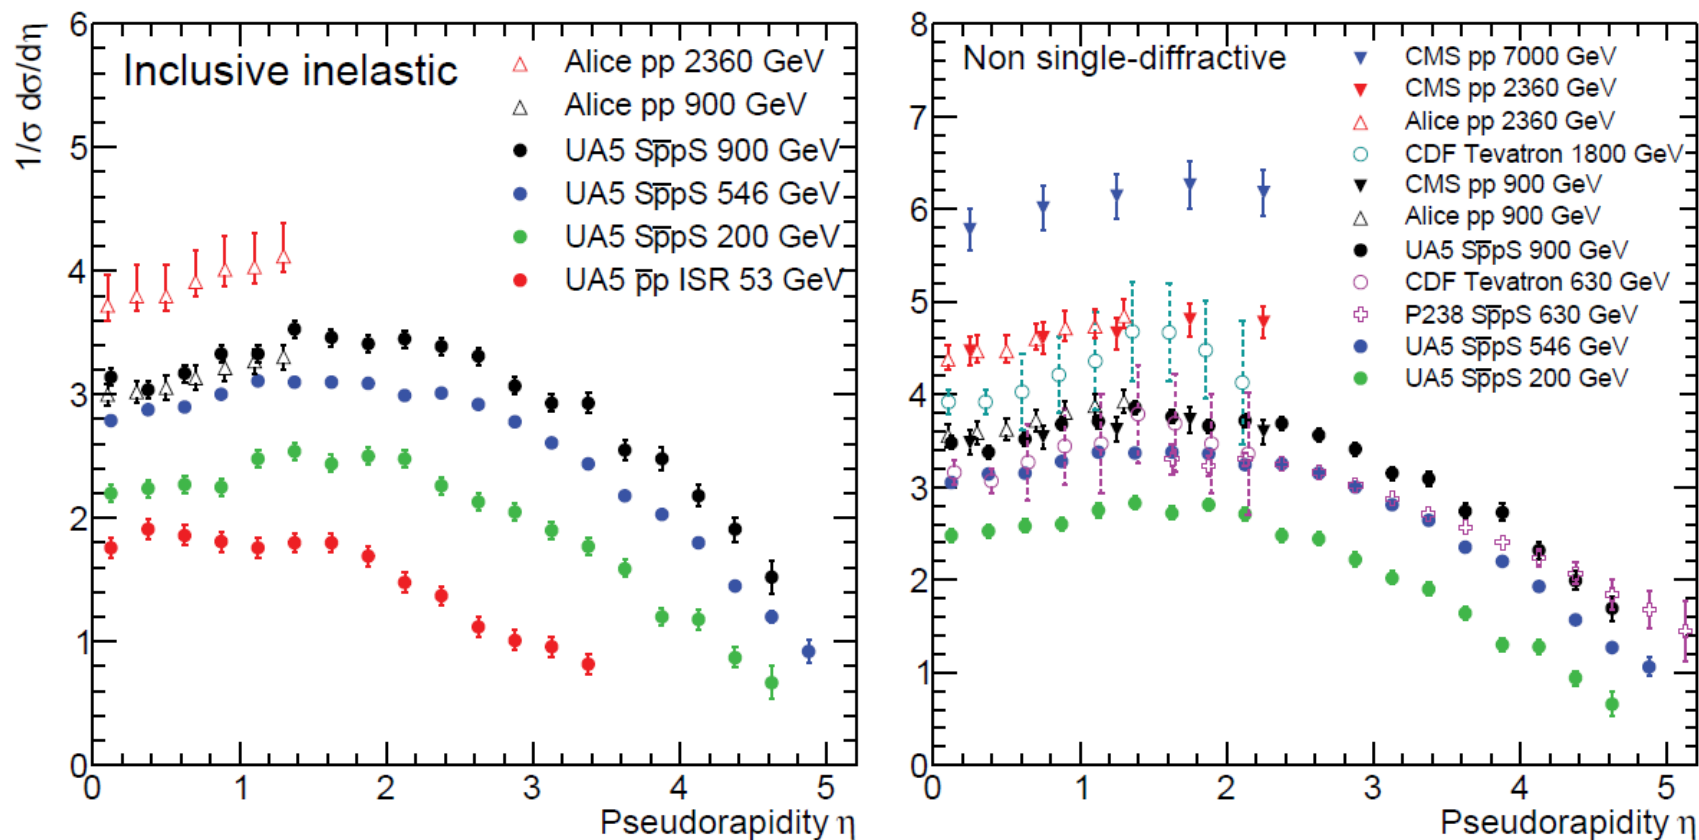 1/σ dσ/dη
Inclusive inelastic
Alice pp 2360 GeV
Alice pp 900 GeV
UA5 Sp̅pS 900 GeV
UA5 Sp̅pS 546 GeV
UA5 Sp̅pS 200 GeV
UA5 p̅p ISR 53 GeV
6
5
4
3
2
1
0
0 1 2 3 4 5
Pseudorapidity η
Non single-diffractive
CMS pp 7000 GeV
CMS pp 2360 GeV
Alice pp 2360 GeV
CDF Tevatron 1800 GeV
CMS pp 900 GeV
Alice pp 900 GeV
UA5 Sp̅pS 900 GeV
CDF Tevatron 630 GeV
P238 Sp̅pS 630 GeV
UA5 Sp̅pS 546 GeV
UA5 Sp̅pS 200 GeV
8
7
6
5
4
3
2
1
0
0 1 2 3 4 5
Pseudorapidity η